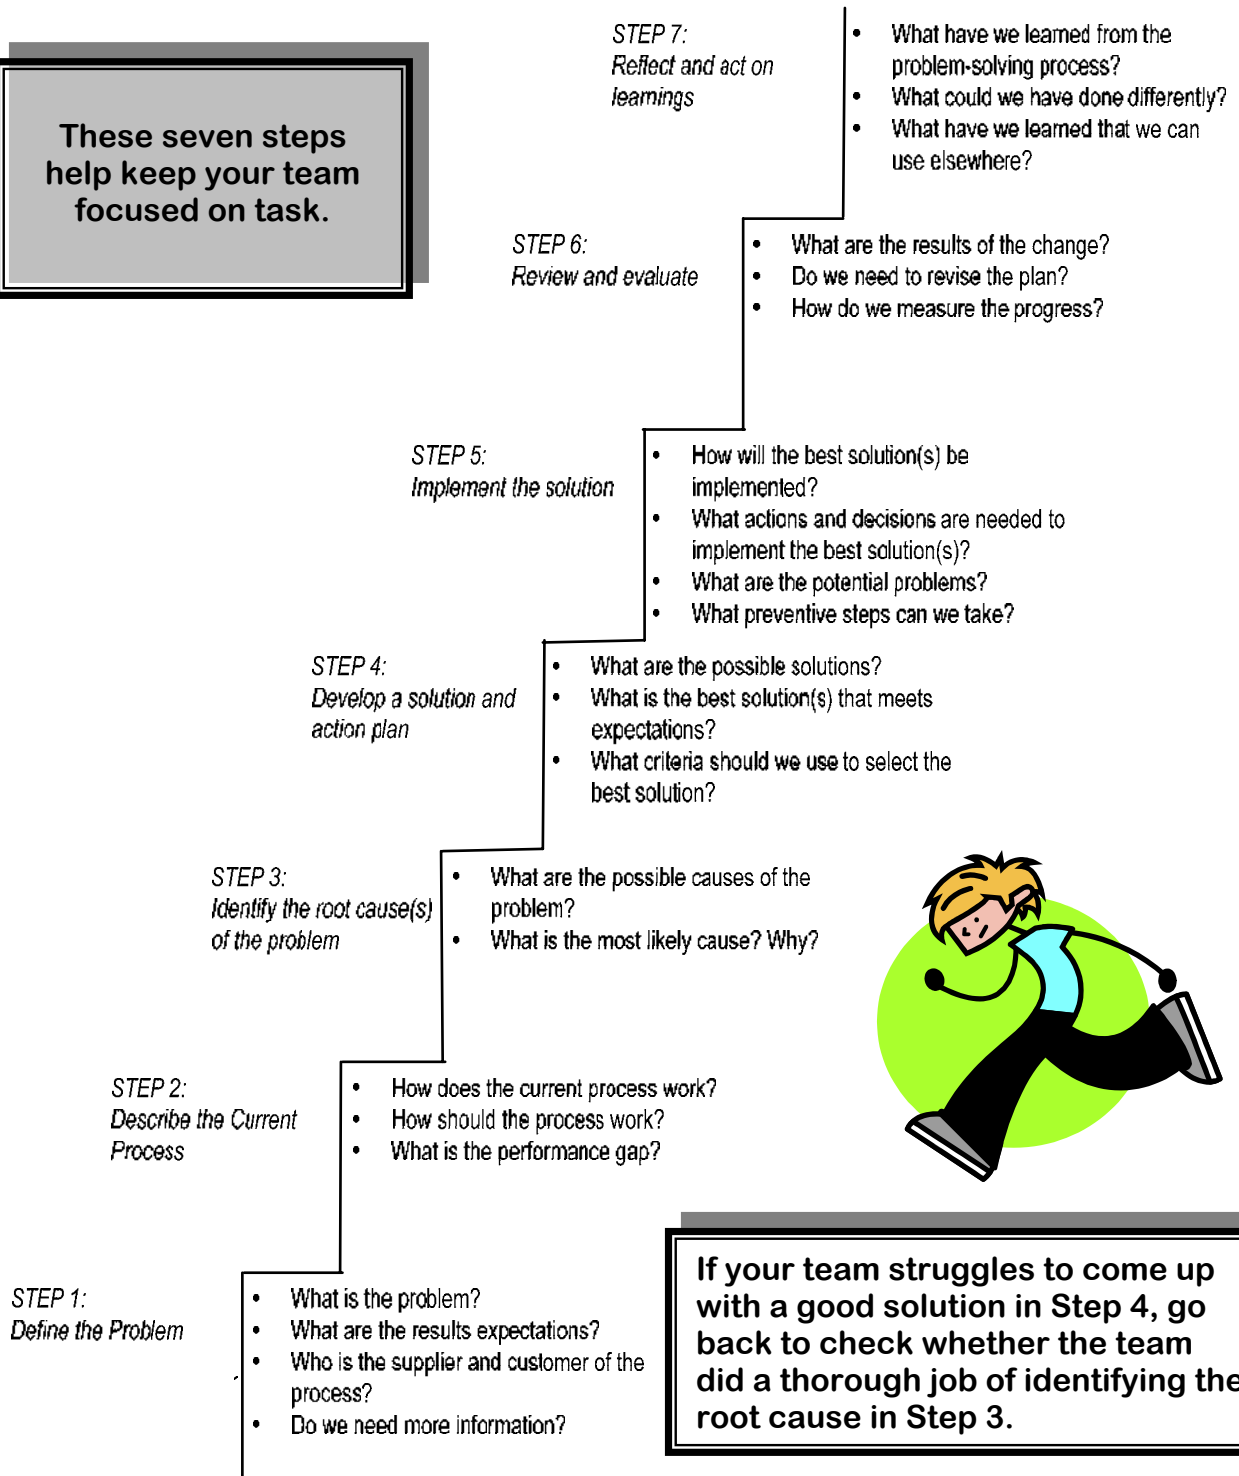 These seven steps
help keep your team
focused on task.
STEP 7:
Reflect and act on
learnings
• What have we learned from the
problem-solving process?
• What could we have done differently?
• What have we learned that we can
use elsewhere?
STEP 6:
Review and evaluate
• What are the results of the change?
• Do we need to revise the plan?
• How do we measure the progress?
STEP 5:
Implement the solution
• How will the best solution(s) be
implemented?
• What actions and decisions are needed to
implement the best solution(s)?
• What are the potential problems?
• What preventive steps can we take?
STEP 4:
Develop a solution and
action plan
• What are the possible solutions?
• What is the best solution(s) that meets
expectations?
• What criteria should we use to select the
best solution?
STEP 3:
Identify the root cause(s)
of the problem
• What are the possible causes of the
problem?
• What is the most likely cause? Why?
STEP 2:
Describe the Current
Process
• How does the current process work?
• How should the process work?
• What is the performance gap?
STEP 1:
Define the Problem
• What is the problem?
• What are the results expectations?
• Who is the supplier and customer of the
process?
• Do we need more information?
If your team struggles to come up
with a good solution in Step 4, go
back to check whether the team
did a thorough job of identifying the
root cause in Step 3.